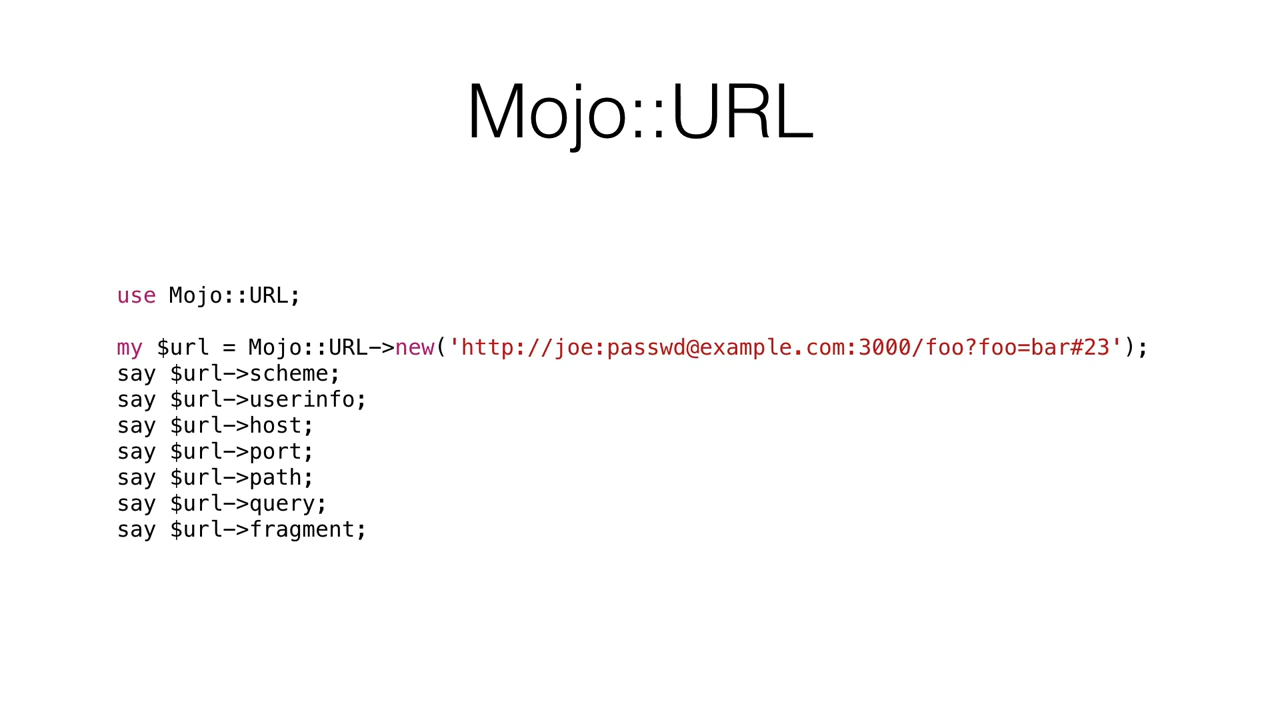 Mojo::URL
use Mojo::URL;
my $url = Mojo::URL->new('http://joe:passwd@example.com:3000/foo?foo=bar#23');
say $url->scheme;
say $url->userinfo;
say $url->host;
say $url->port;
say $url->path;
say $url->query;
say $url->fragment;